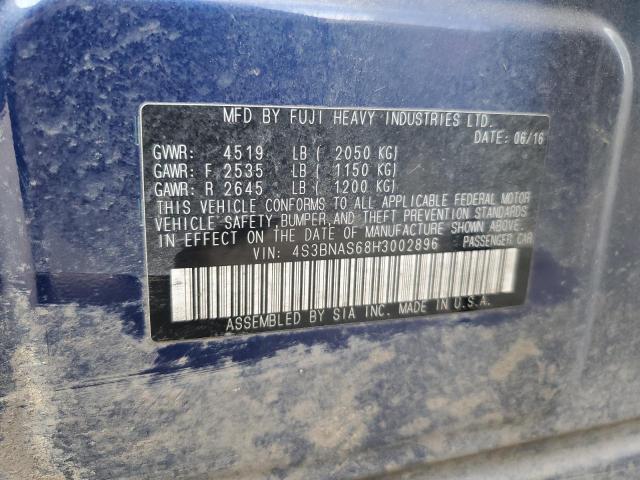 MFD BY FUJI HEAVY INDUSTRIES LTD.
DATE: 06/16
GVWR: 4519 LB ( 2050 KG)
GAWR: F 2535 LB ( 1150 KG)
GAWR: R 2645 LB ( 1200 KG)
THIS VEHICLE CONFORMS TO ALL APPLICABLE FEDERAL MOTOR
VEHICLE SAFETY, BUMPER, AND THEFT PREVENTION STANDARDS
IN EFFECT ON THE DATE OF MANUFACTURE SHOWN ABOVE.
VIN: 4S3BNAS68H3002896 PASSENGER CAR
ASSEMBLED BY SIA INC. MADE IN U.S.A.